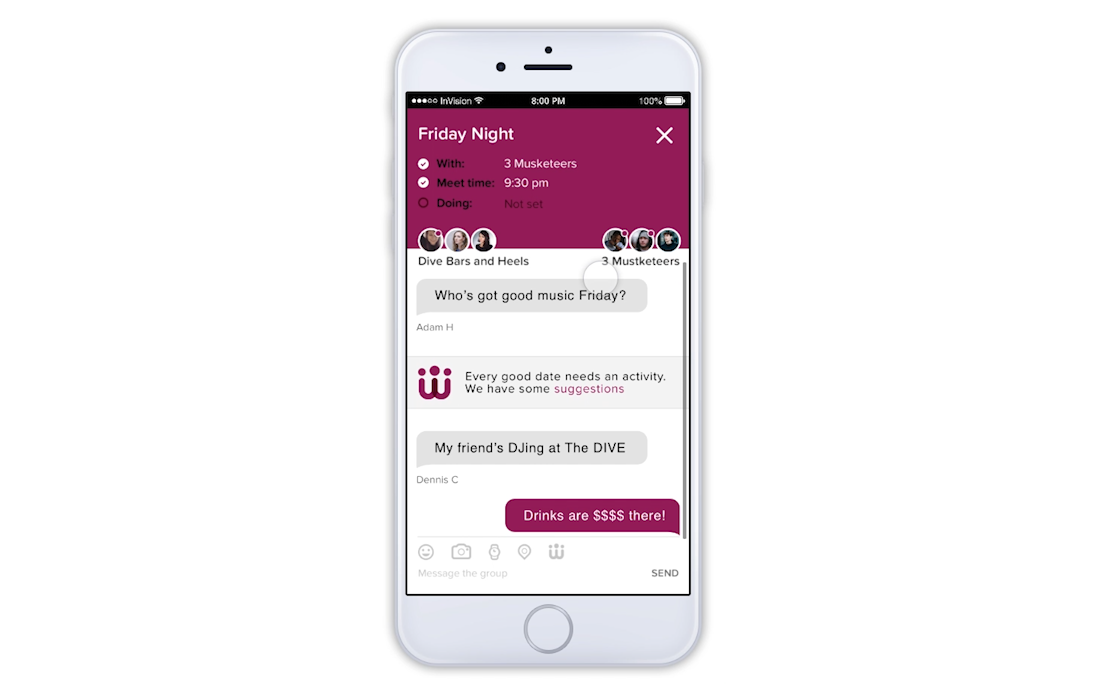 InVision 8:00 PM 100%
Friday Night
With: 3 Musketeers
Meet time: 9:30 pm
Doing: Not set
Dive Bars and Heels 3 Mustketeers
Who's got good music Friday?
Adam H
Every good date needs an activity.
We have some suggestions
My friend's DJing at The DIVE
Dennis C
Drinks are $$$$ there!
Message the group SEND